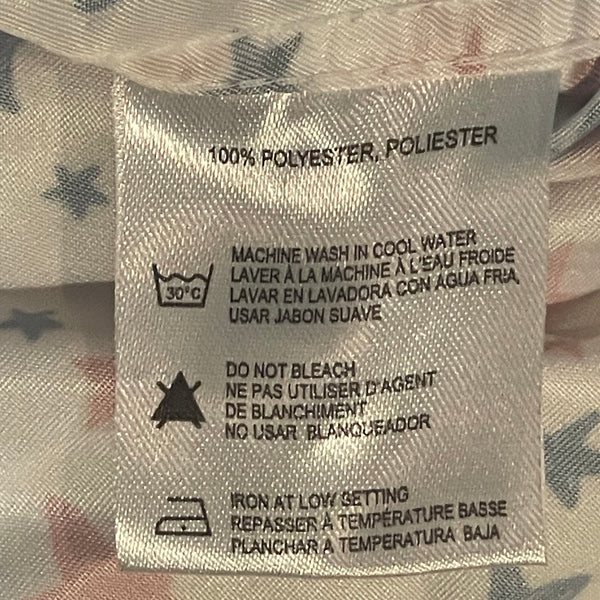 100% POLYESTER, POLIESTER
MACHINE WASH IN COOL WATER
LAVER À LA MACHINE À L'EAU FROIDE
30°C
LAVAR EN LAVADORA CON AGUA FRIA,
USAR JABON SUAVE
DO NOT BLEACH
NE PAS UTILISER D'AGENT
DE BLANCHIMENT
NO USAR BLANQUEADOR
IRON AT LOW SETTING
REPASSER À TEMPÉRATURE BASSE
PLANCHAR A TEMPERATURA BAJA